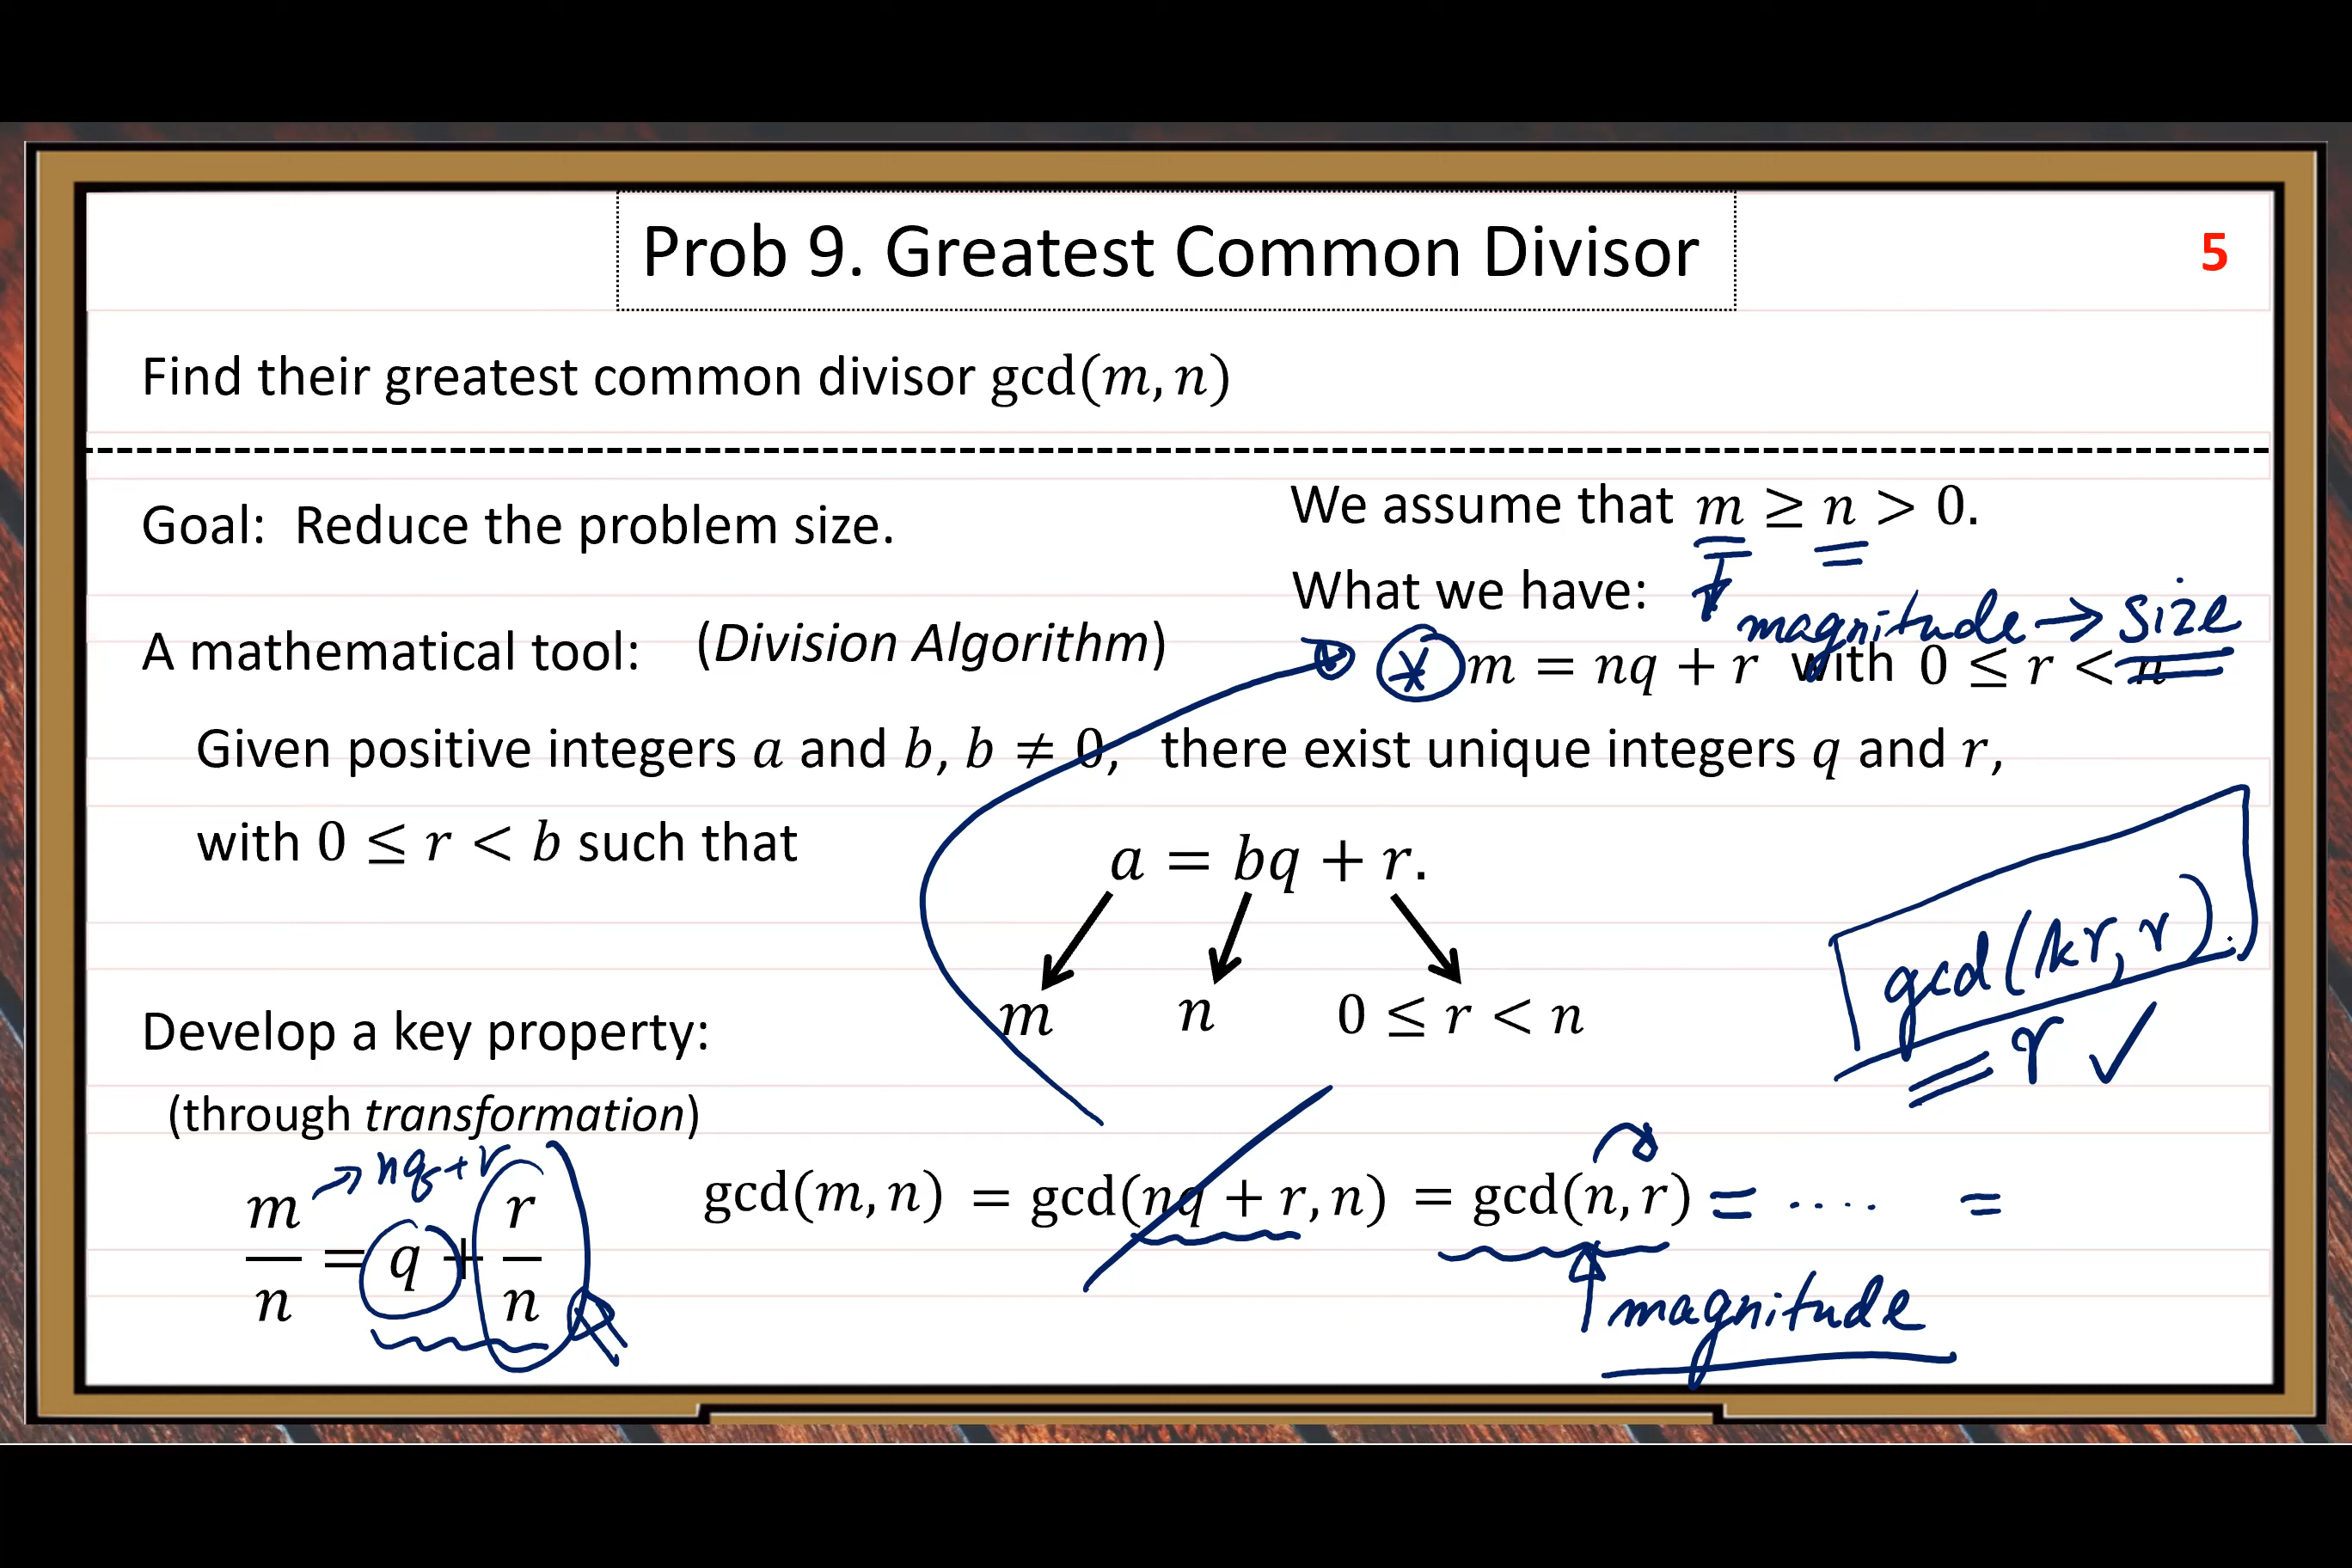 Prob 9. Greatest Common Divisor
5
Find their greatest common divisor gcd(m, n)
Goal: Reduce the problem size.
We assume that m ≥ n > 0.
What we have:
magnitude → size
A mathematical tool: (Division Algorithm)
* m = nq + r with 0 ≤ r < n
Given positive integers a and b, b ≠ 0, there exist unique integers q and r,
with 0 ≤ r < b such that
a = bq + r.
m n 0 ≤ r < n
gcd(kr, r)
= r ✓
Develop a key property:
(through transformation)
→ nq + r
m/n = q + r/n
gcd(m, n) = gcd(nq + r, n) = gcd(n, r) = .... =
magnitude